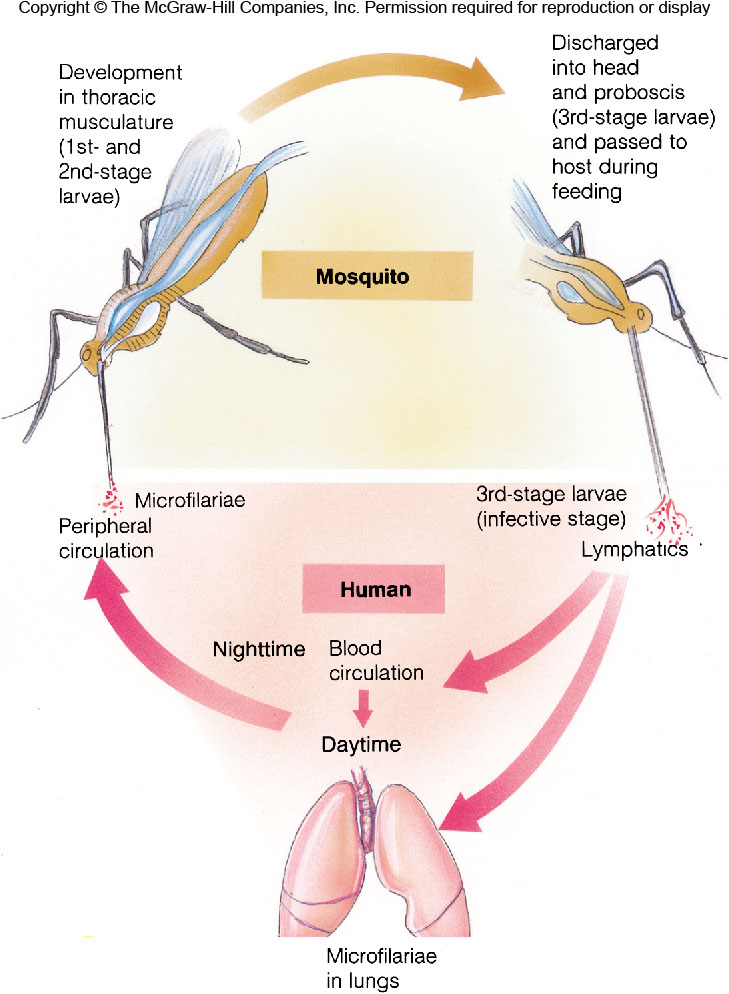 Copyright © The McGraw-Hill Companies, Inc. Permission required for reproduction or display
Development
in thoracic
musculature
(1st- and
2nd-stage
larvae)
Discharged
into head
and proboscis
(3rd-stage larvae)
and passed to
host during
feeding
Mosquito
Microfilariae
Peripheral
circulation
3rd-stage larvae
(infective stage)
Lymphatics
Human
Nighttime
Blood
circulation
Daytime
Microfilariae
in lungs